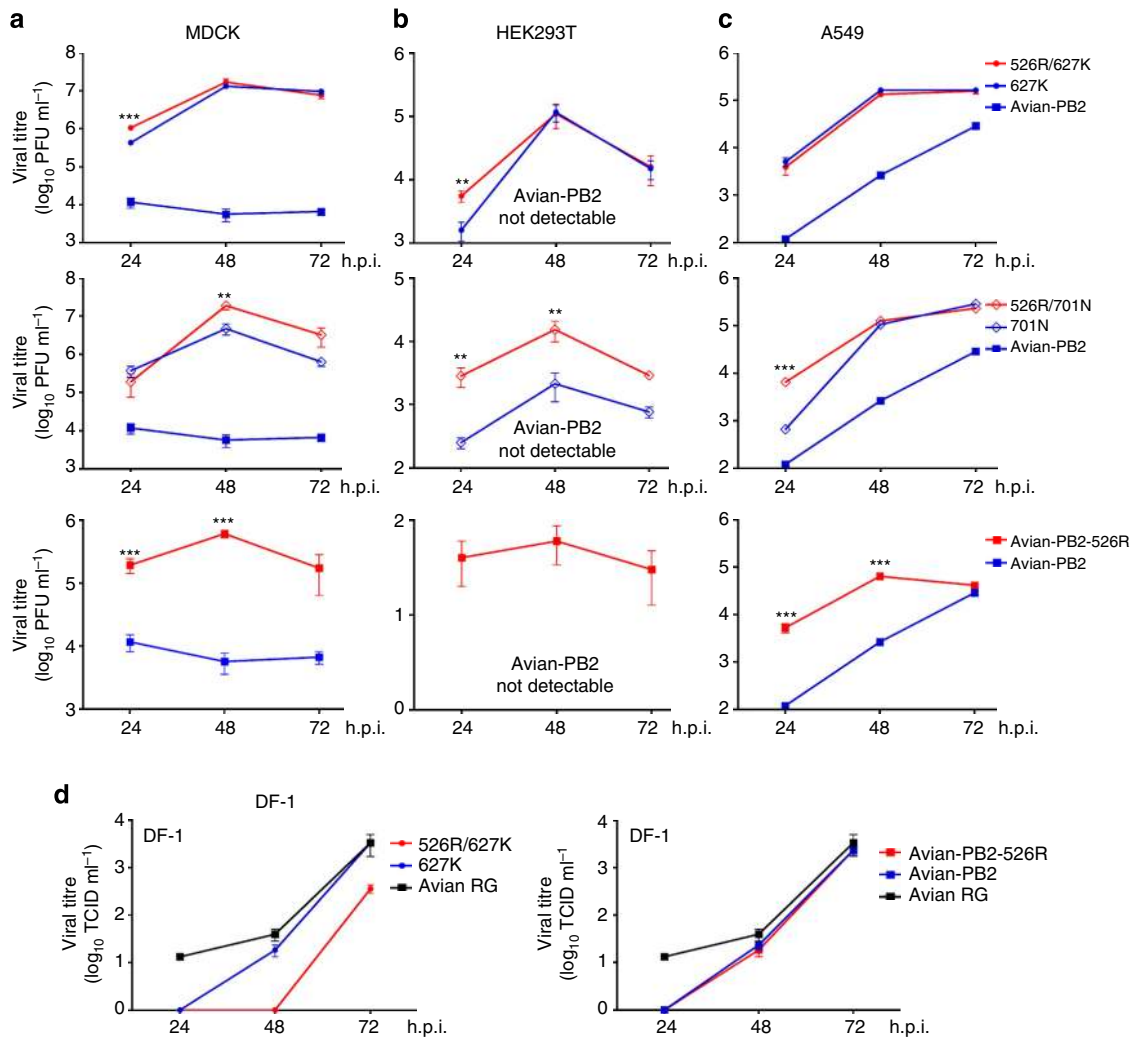 a
MDCK
b
HEK293T
c
A549
Viral titre
(log10 PFU ml–1)
8
7
6
5
4
3
***
24
48
72
h.p.i.
6
5
4
3
**
Avian-PB2
not detectable
24
48
72
h.p.i.
6
5
4
3
2
24
48
72
h.p.i.
526R/627K
627K
Avian-PB2
Viral titre
(log10 PFU ml–1)
8
7
6
5
4
3
**
24
48
72
h.p.i.
5
4
3
2
**
**
Avian-PB2
not detectable
24
48
72
h.p.i.
6
5
4
3
2
***
24
48
72
h.p.i.
526R/701N
701N
Avian-PB2
Viral titre
(log10 PFU ml–1)
6
5
4
3
***
***
24
48
72
h.p.i.
2
1
0
Avian-PB2
not detectable
24
48
72
h.p.i.
6
5
4
3
2
***
***
24
48
72
h.p.i.
Avian-PB2-526R
Avian-PB2
d
DF-1
DF-1
Viral titre
(log10 TCID ml–1)
4
3
2
1
0
24
48
72
h.p.i.
526R/627K
627K
Avian RG
DF-1
Viral titre
(log10 TCID ml–1)
4
3
2
1
0
24
48
72
h.p.i.
Avian-PB2-526R
Avian-PB2
Avian RG